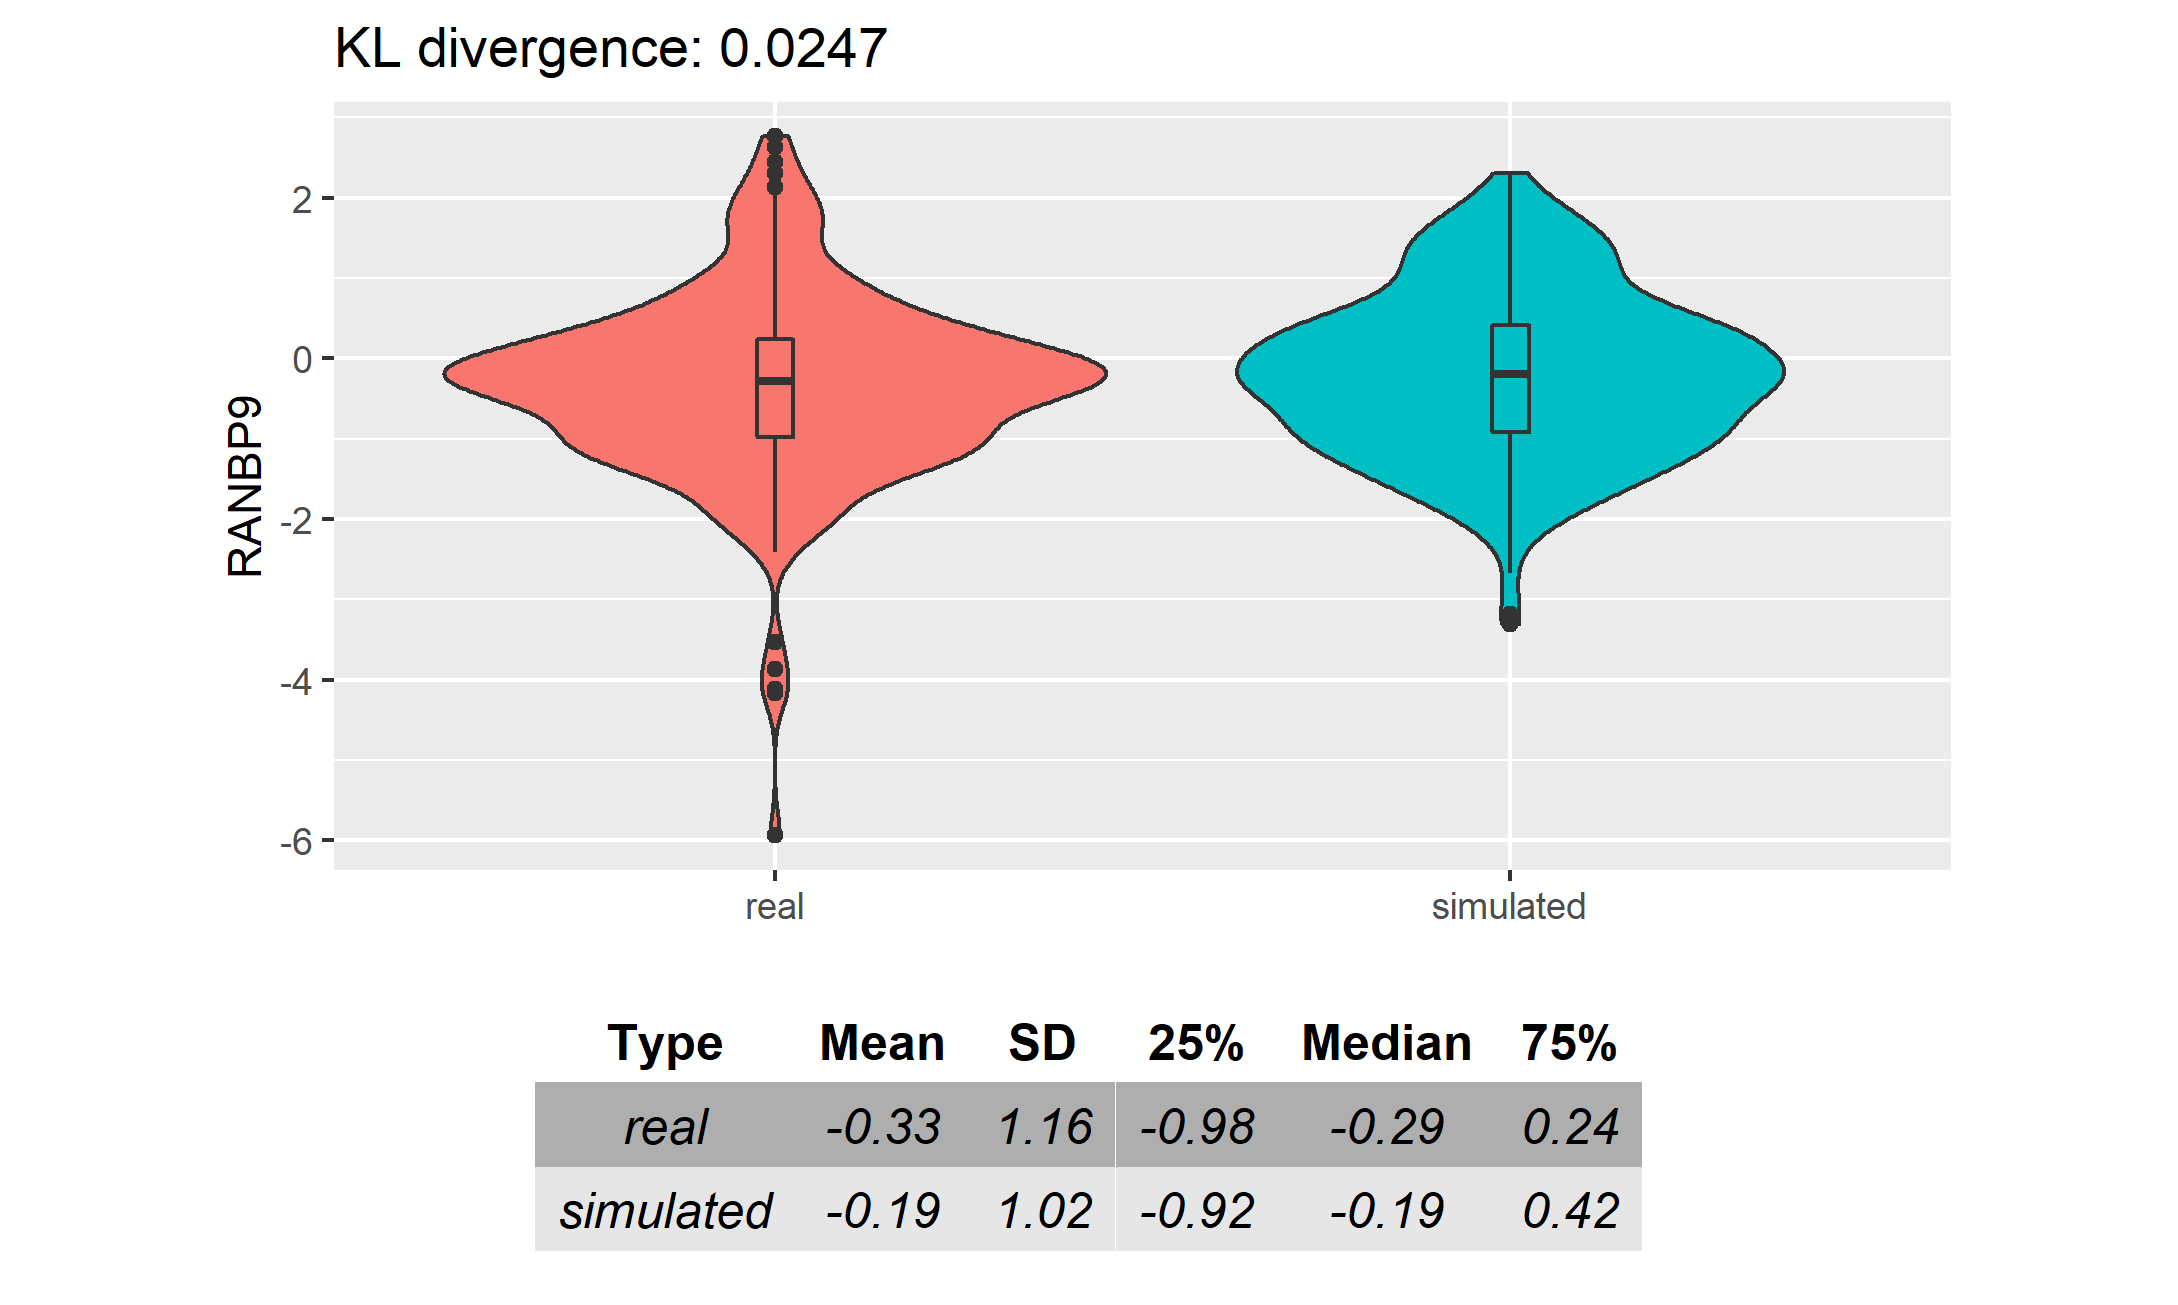 KL divergence: 0.0247
RANBP9
2
0
-2
-4
-6
real simulated
Type Mean SD 25% Median 75%
real -0.33 1.16 -0.98 -0.29 0.24
simulated -0.19 1.02 -0.92 -0.19 0.42